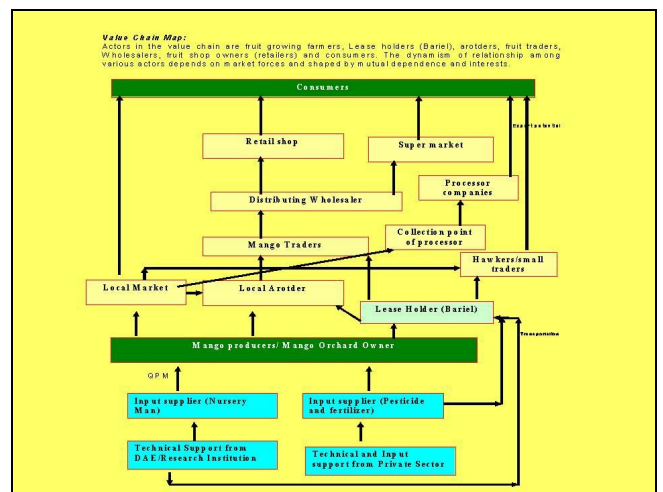 Value Chain Map:
Actors in the value chain are fruit growing farmers, Lease holders (Bariel), arotders, fruit traders,
Wholesalers, fruit shop owners (retailers) and consumers. The dynamism of relationship among
various actors depends on market forces and shaped by mutual dependence and interests.
Consumers
Retail shop
Super market
Processor
companies
Distributing Wholesaler
Collection point
of processor
Mango Traders
Hawkers/small
traders
Local Market
Local Arotder
Lease Holder (Bariel)
Mango producers/ Mango Orchard Owner
QPM
Input supplier (Nursery
Man)
Input supplier (Pesticide
and fertilizer)
Technical Support from
DAE/Research Institution
Technical and Input
support from Private Sector